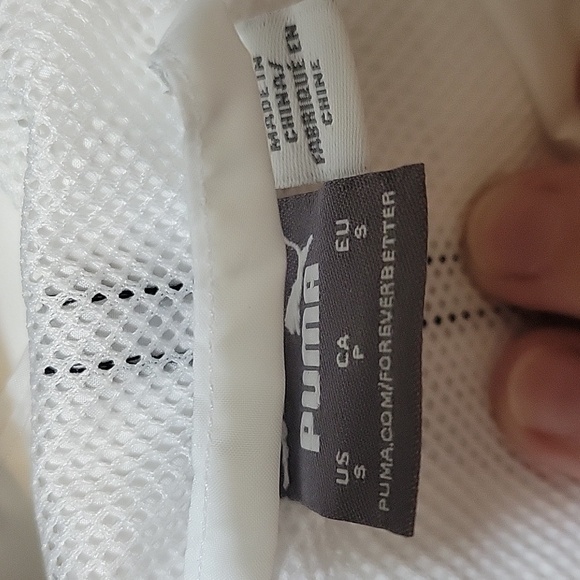 MADE IN
CHINA/
FABRIQUÉ EN
CHINE
PUMA
US CA EU
S P S
PUMA.COM/FOREVERBETTER